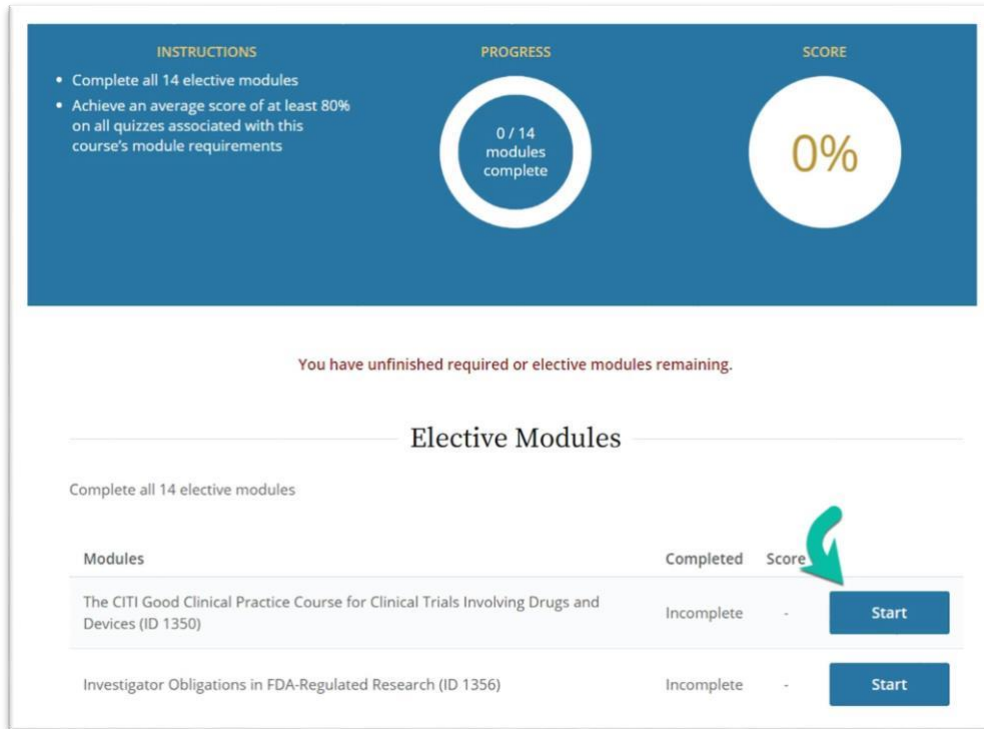 INSTRUCTIONS
• Complete all 14 elective modules
• Achieve an average score of at least 80%
on all quizzes associated with this
course's module requirements
PROGRESS
0 / 14
modules
complete
SCORE
0%
You have unfinished required or elective modules remaining.
Elective Modules
Complete all 14 elective modules
Modules Completed Score
The CITI Good Clinical Practice Course for Clinical Trials Involving Drugs and
Devices (ID 1350)
Incomplete - Start
Investigator Obligations in FDA-Regulated Research (ID 1356) Incomplete - Start